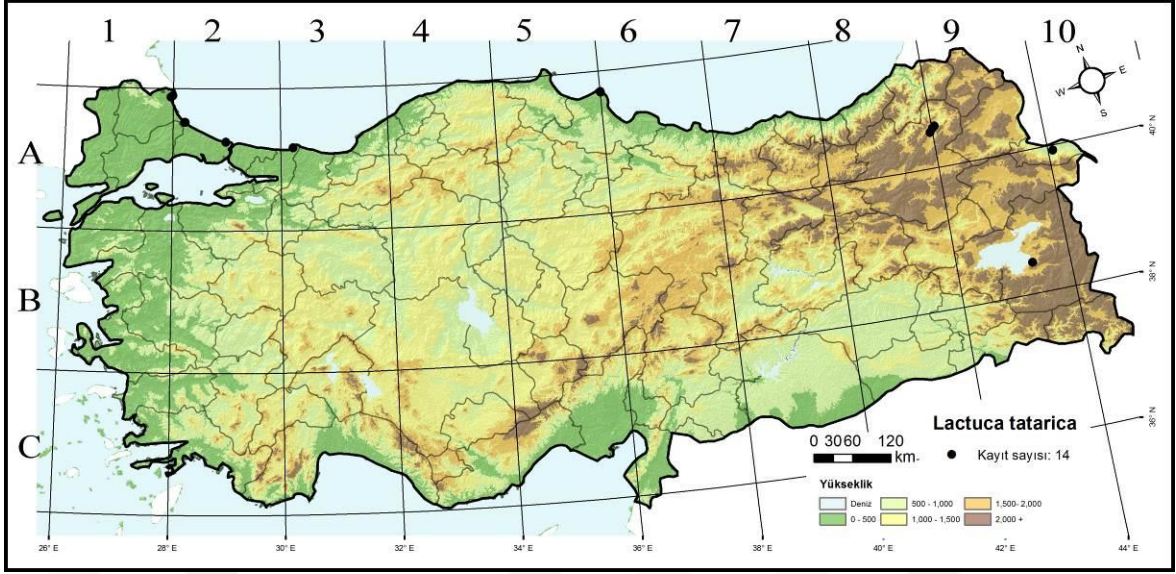 1 2 3 4 5 6 7 8 9 10
N
W E
S
A
B
C
40° N
38° N
36° N
Lactuca tatarica
0 30 60 120
km
Kayıt sayısı: 14
Yükseklik
Deniz 500 - 1,000 1,500- 2,000
0 - 500 1,000 - 1,500 2,000 +
26° E 28° E 30° E 32° E 34° E 36° E 38° E 40° E 42° E 44° E